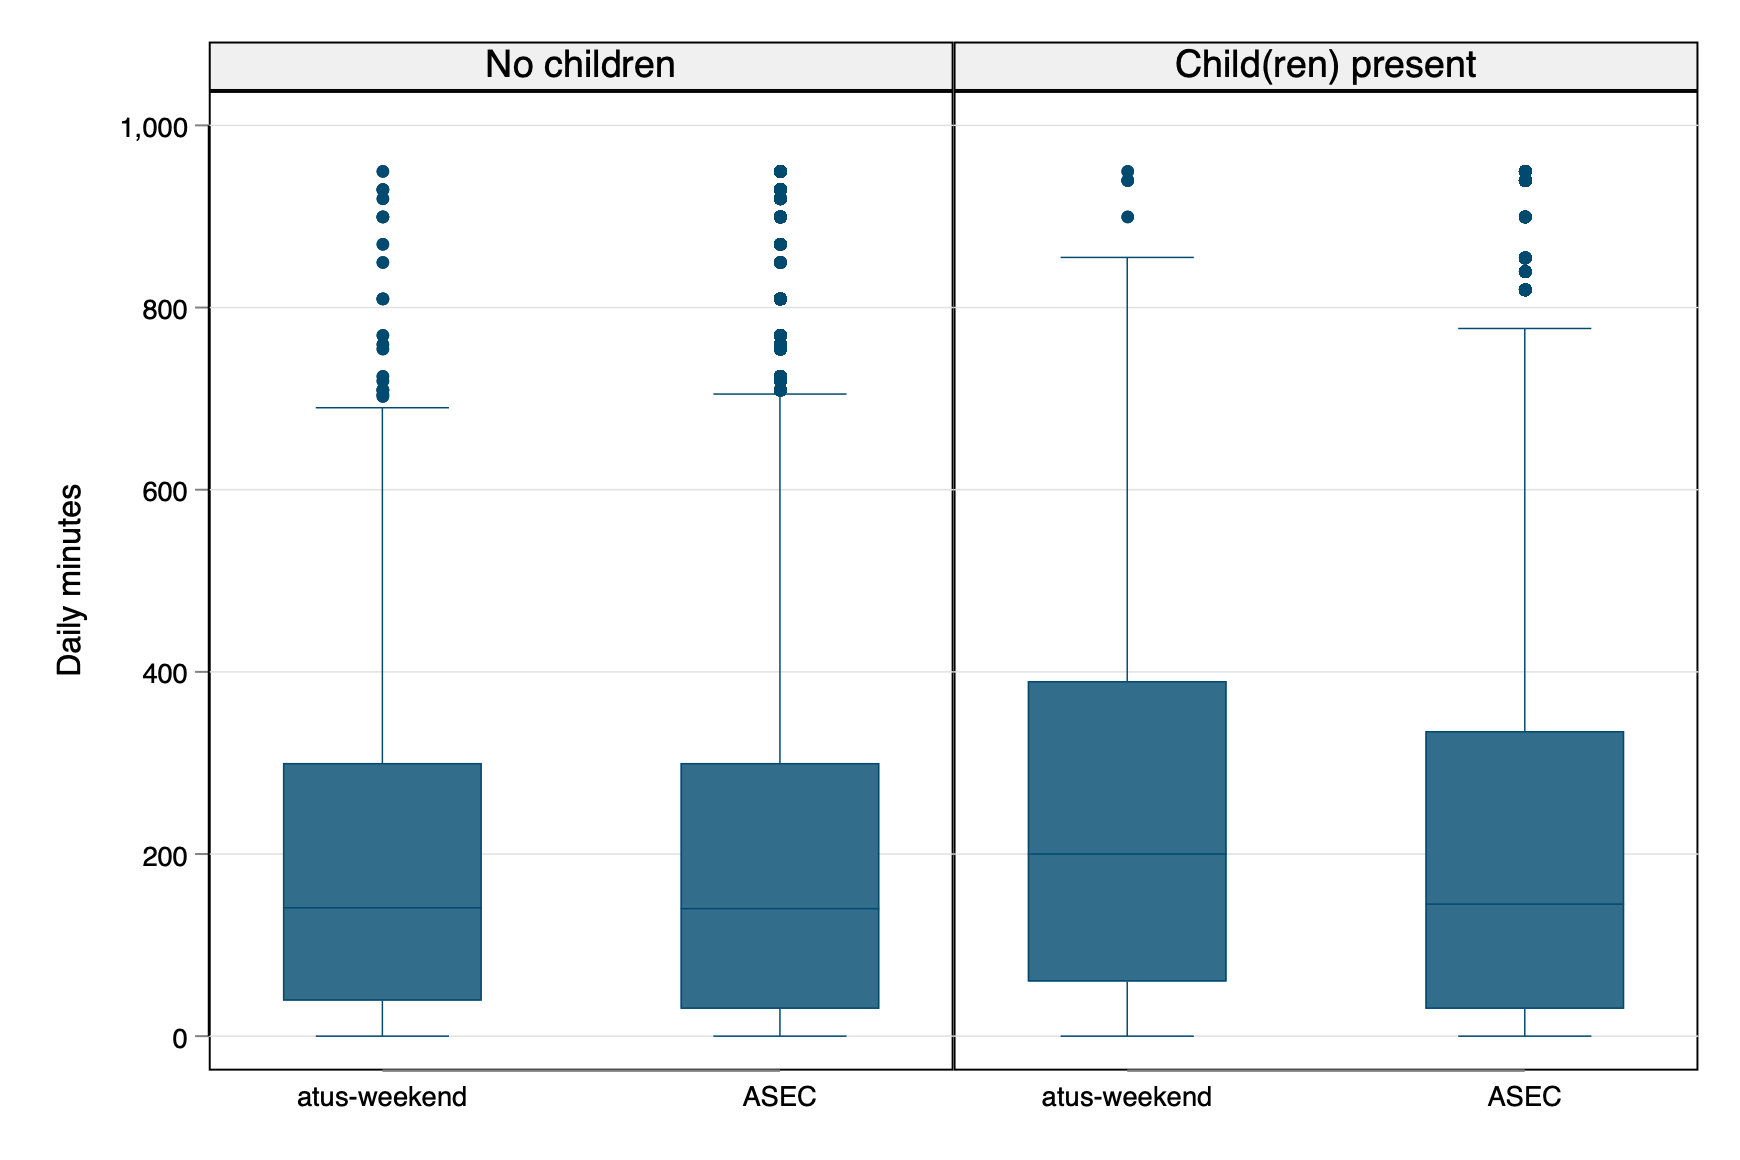 No children
Child(ren) present
Daily minutes
1,000
800
600
400
200
0
atus-weekend
ASEC
atus-weekend
ASEC